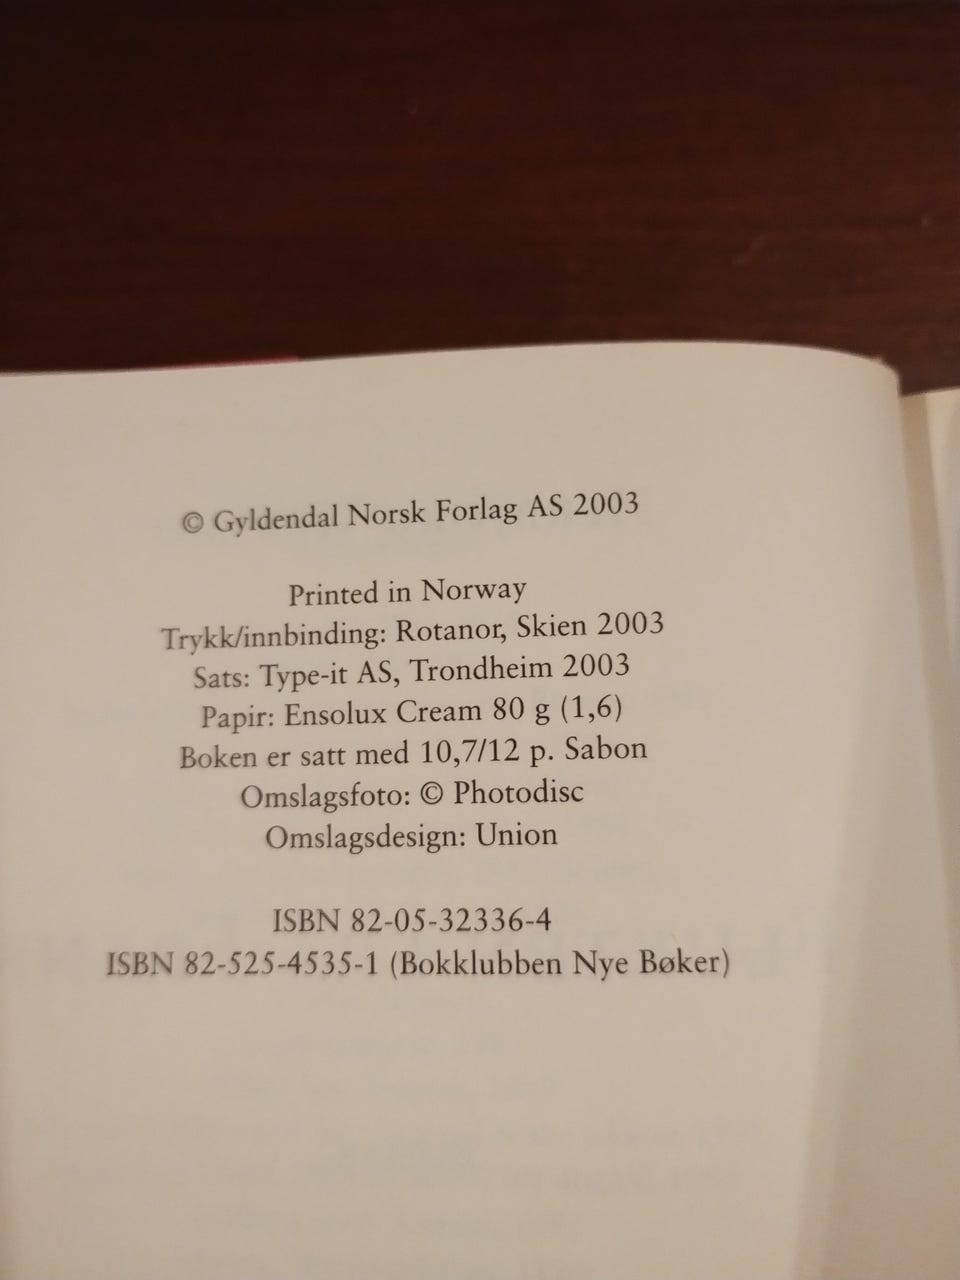 © Gyldendal Norsk Forlag AS 2003
Printed in Norway
Trykk/innbinding: Rotanor, Skien 2003
Sats: Type-it AS, Trondheim 2003
Papir: Ensolux Cream 80 g (1,6)
Boken er satt med 10,7/12 p. Sabon
Omslagsfoto: © Photodisc
Omslagsdesign: Union
ISBN 82-05-32336-4
ISBN 82-525-4535-1 (Bokklubben Nye Bøker)